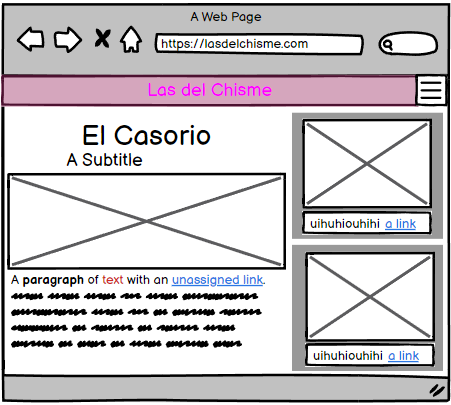 A Web Page
https://lasdelchisme.com
Las del Chisme
El Casorio
A Subtitle
A paragraph of text with an unassigned link.
uihuhiouhihi a link
uihuhiouhihi a link